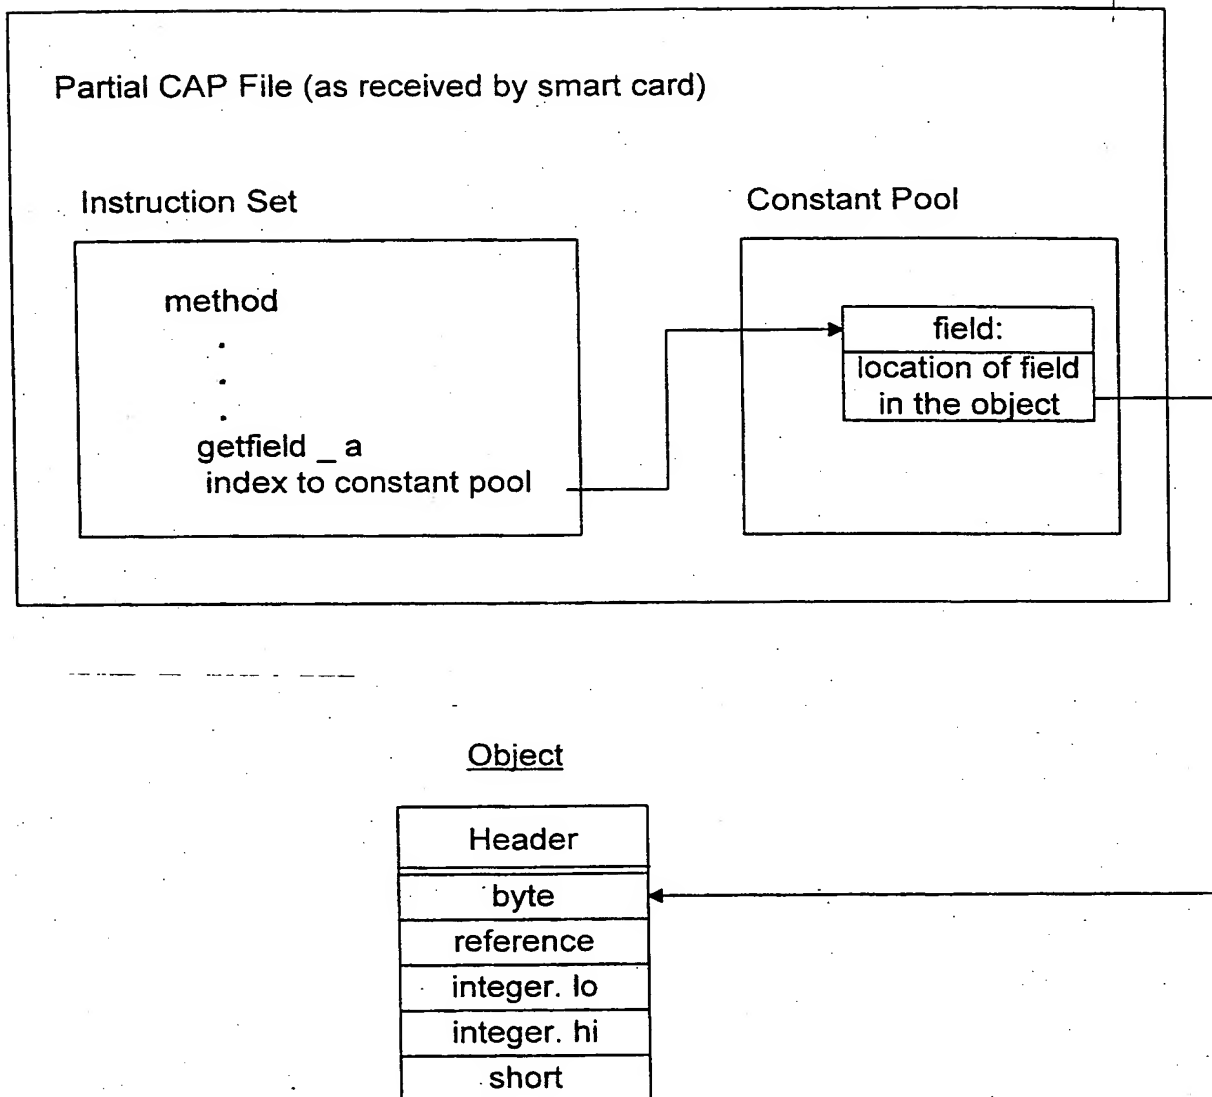 Partial CAP File (as received by smart card)
Instruction Set
Constant Pool
method
.
.
.
getfield _ a
index to constant pool
field:
location of field
in the object
Object
Header
byte
reference
integer. lo
integer. hi
short